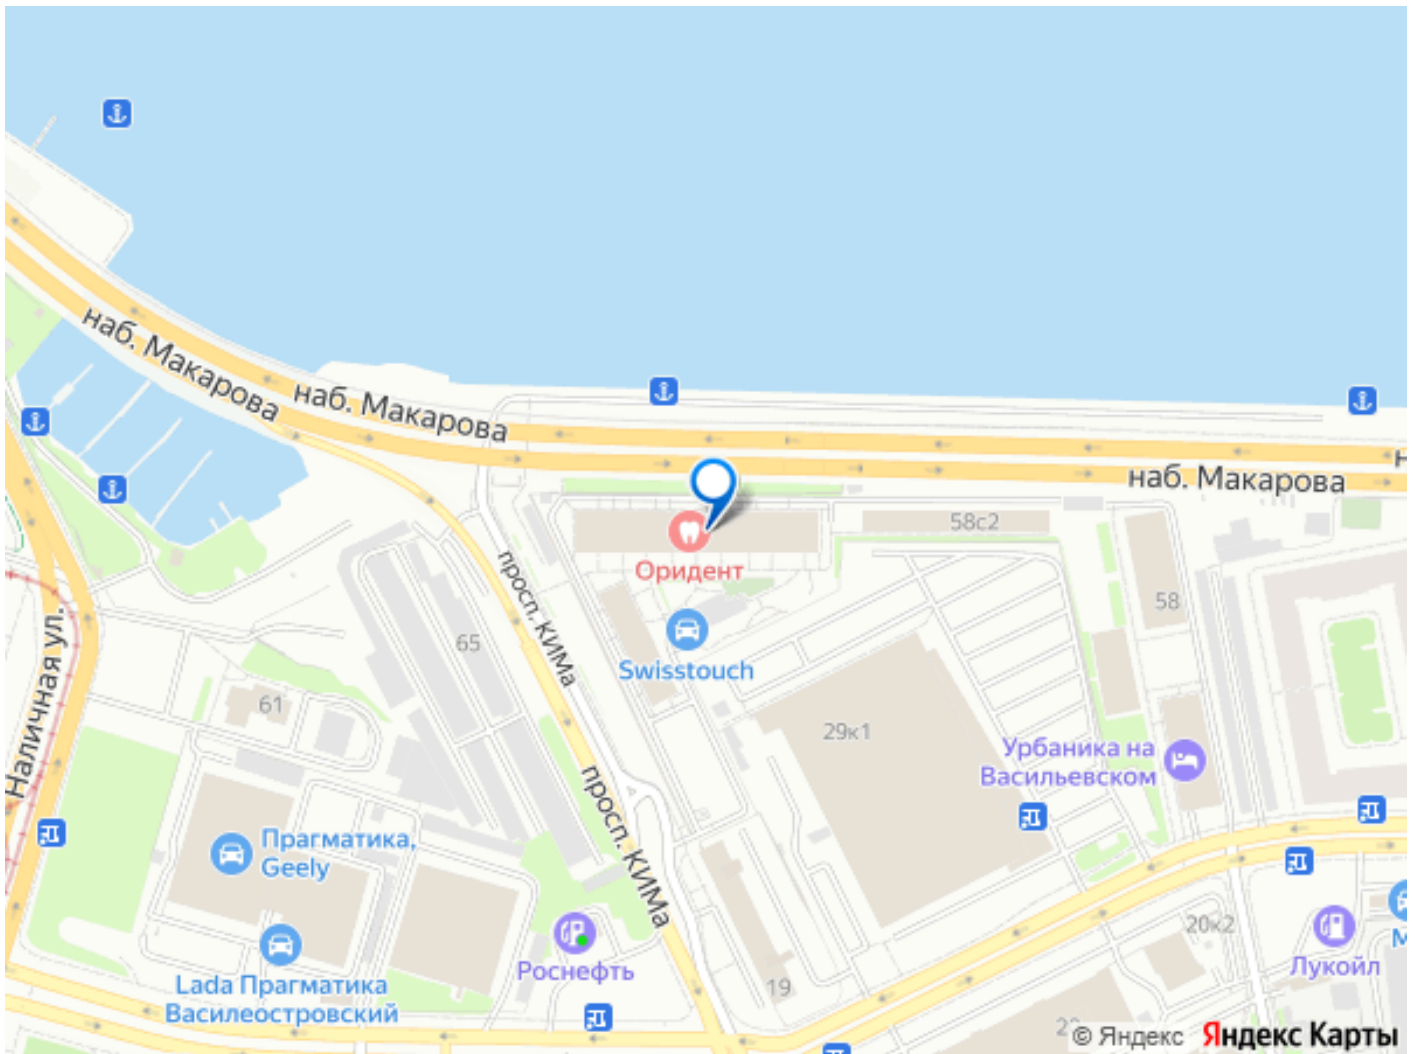 наб. Макарова
наб. Макарова
наб. Макарова
н
58с2
Оридент
просп. КИМа
58
Наличная ул.
65
Swisstouch
61
29к1
Урбаника на
Васильевском
просп. КИМа
Прагматика,
Geely
20к2
М
Роснефть
Лукойл
Lada Прагматика
Василеостровский
19
© Яндекс Яндекс Карты